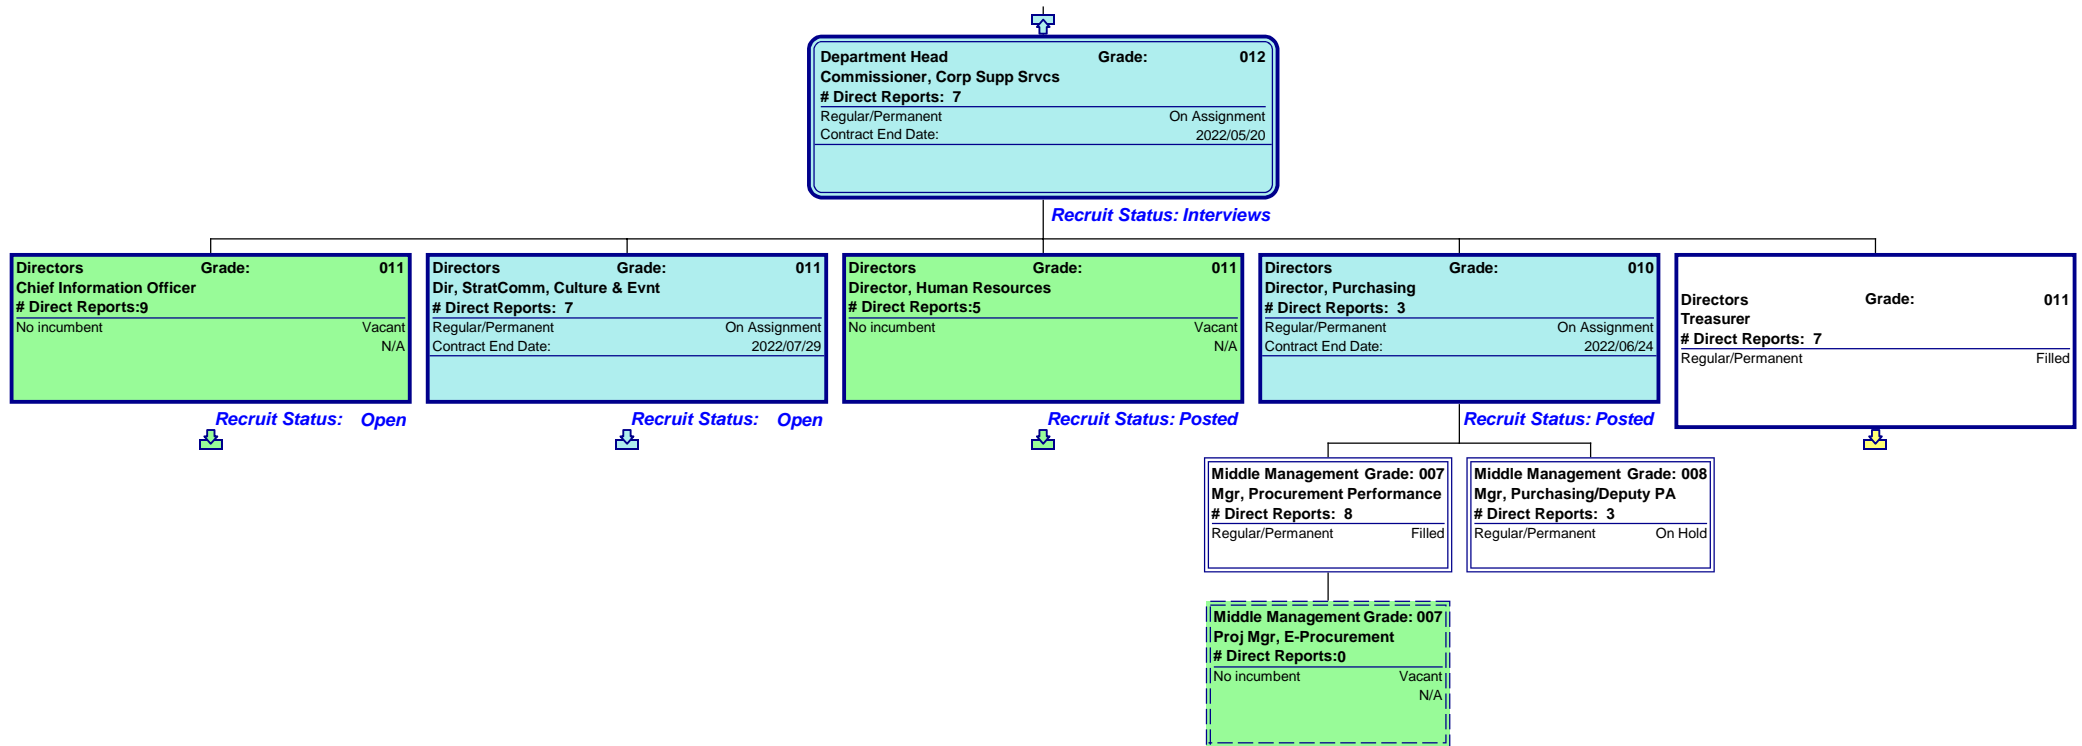 Department Head Grade: 012
Commissioner, Corp Supp Srvcs
# Direct Reports: 7
Regular/Permanent On Assignment
Contract End Date: 2022/05/20
Recruit Status: Interviews
Directors Grade: 011
Chief Information Officer
# Direct Reports:9
No incumbent Vacant
N/A
Recruit Status: Open
Directors Grade: 011
Dir, StratComm, Culture & Evnt
# Direct Reports: 7
Regular/Permanent On Assignment
Contract End Date: 2022/07/29
Recruit Status: Open
Directors Grade: 011
Director, Human Resources
# Direct Reports:5
No incumbent Vacant
N/A
Recruit Status: Posted
Directors Grade: 010
Director, Purchasing
# Direct Reports: 3
Regular/Permanent On Assignment
Contract End Date: 2022/06/24
Recruit Status: Posted
Directors Grade: 011
Treasurer
# Direct Reports: 7
Regular/Permanent Filled
Middle Management Grade: 007
Mgr, Procurement Performance
# Direct Reports: 8
Regular/Permanent Filled
Middle Management Grade: 008
Mgr, Purchasing/Deputy PA
# Direct Reports: 3
Regular/Permanent On Hold
Middle Management Grade: 007
Proj Mgr, E-Procurement
# Direct Reports:0
No incumbent Vacant
N/A